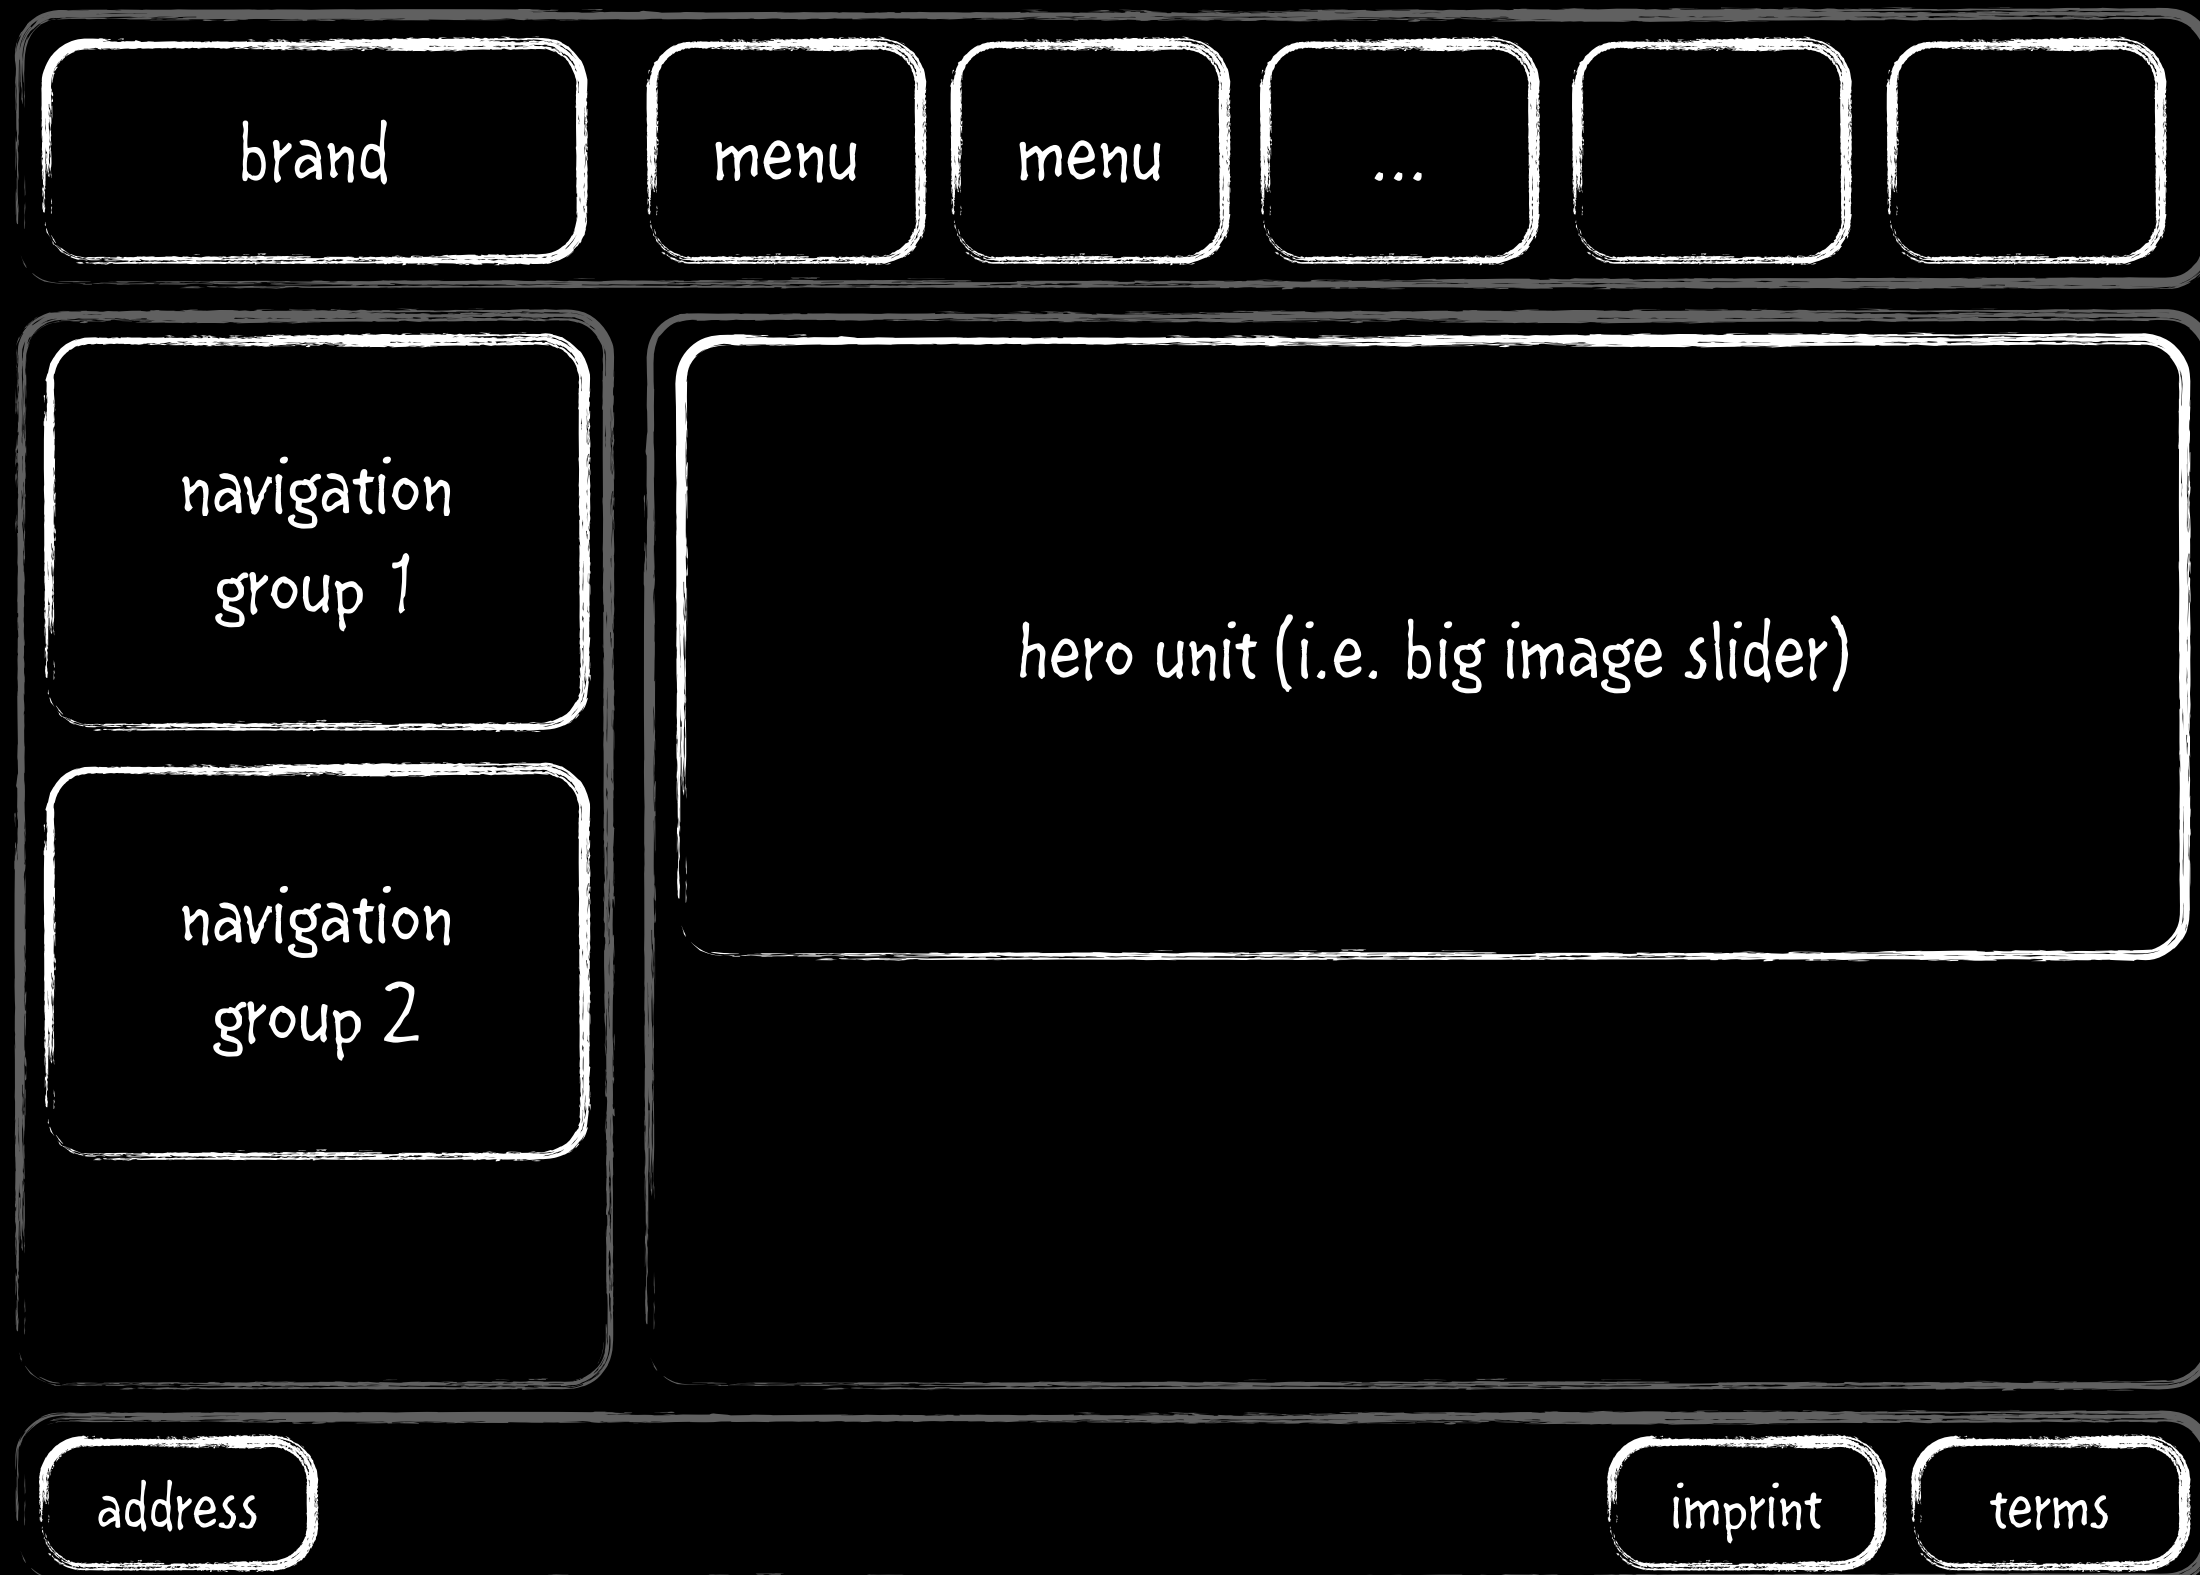 brand
menu
menu
...
navigation
group 1
hero unit (i.e. big image slider)
navigation
group 2
address
imprint
terms